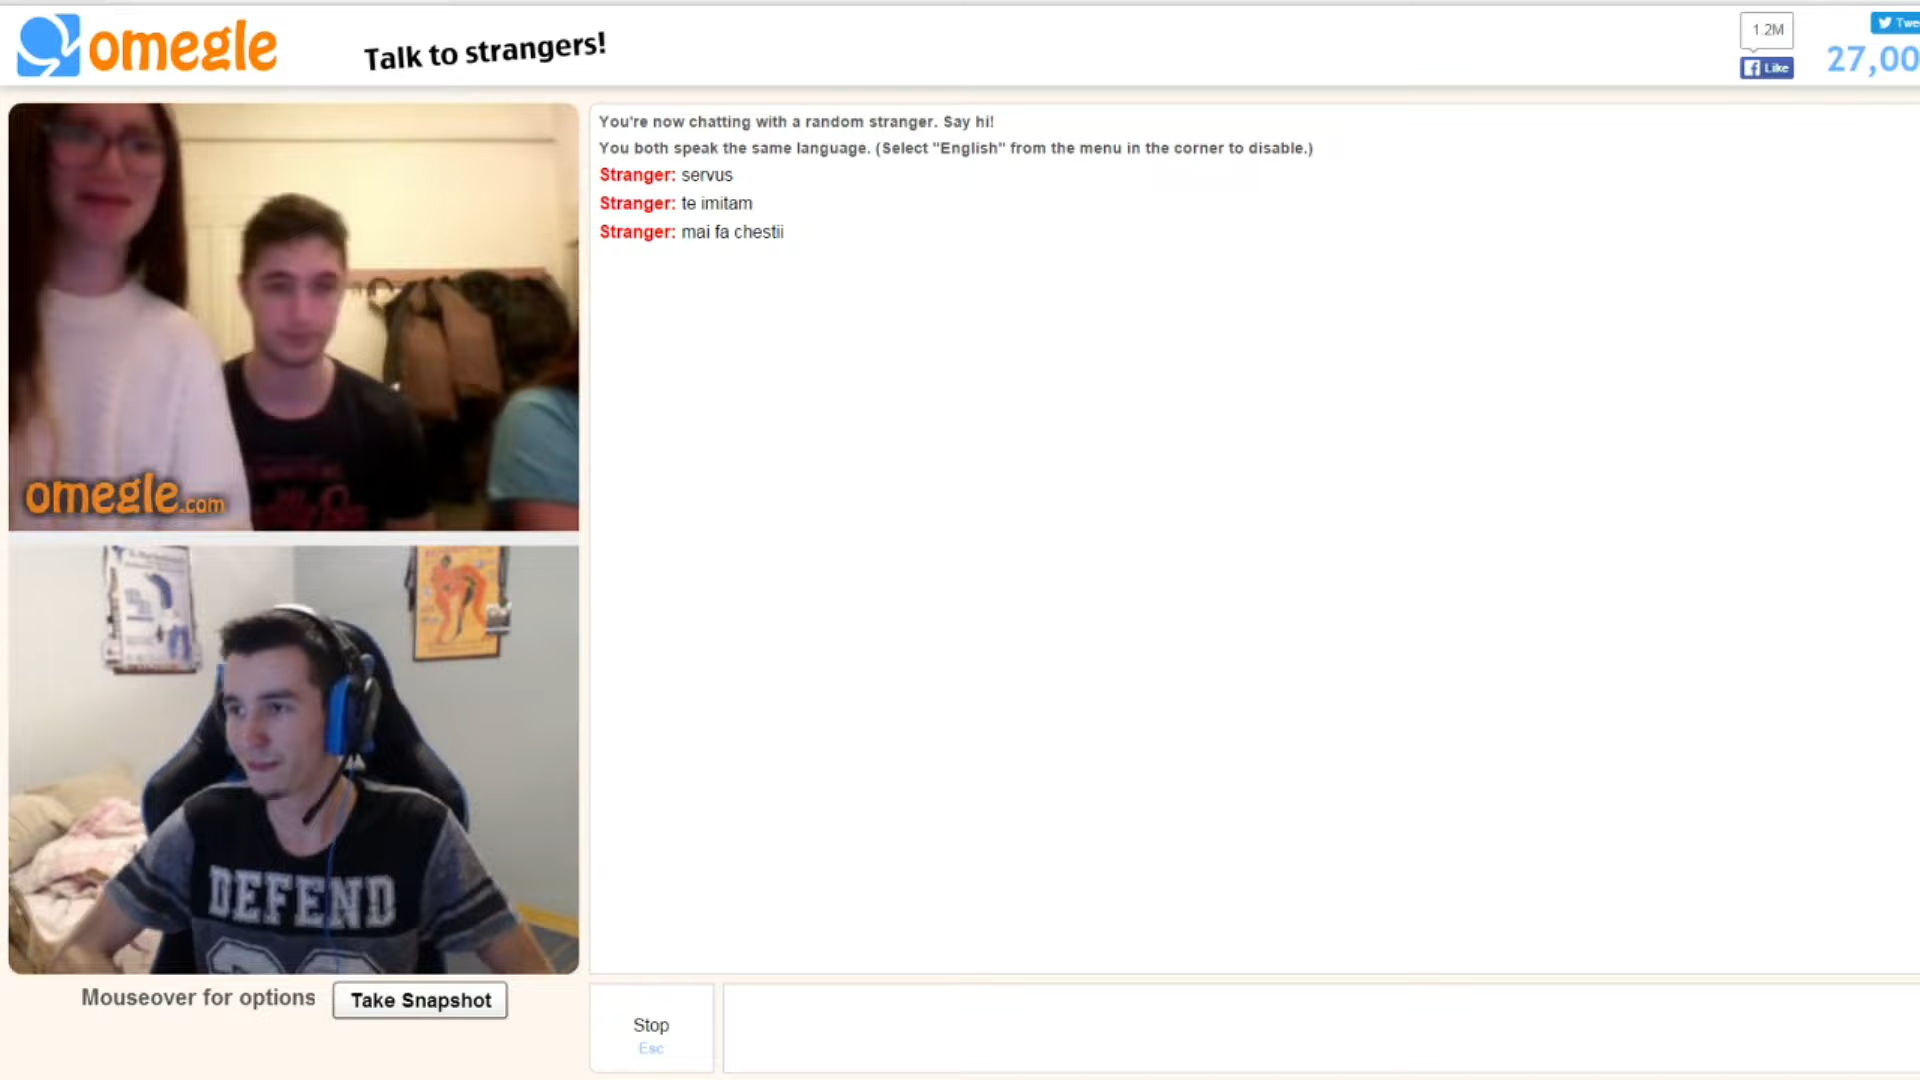 omegle
Talk to strangers!
1.2M
Like
Twe
27,00
You're now chatting with a random stranger. Say hi!
You both speak the same language. (Select "English" from the menu in the corner to disable.)
Stranger: servus
Stranger: te imitam
Stranger: mai fa chestii
omegle.com
DEFEND
Mouseover for options
Take Snapshot
Stop
Esc